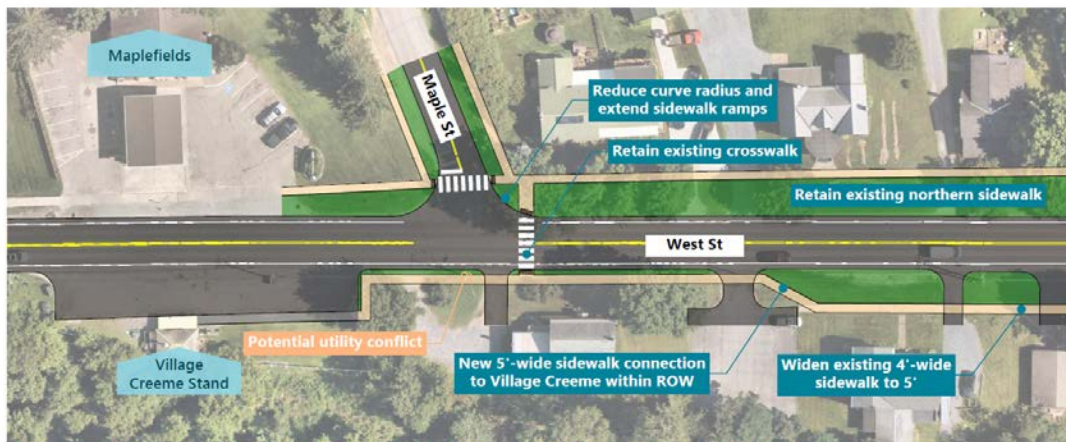 Maplefields
Maple St
Reduce curve radius and
extend sidewalk ramps
Retain existing crosswalk
Retain existing northern sidewalk
West St
Potential utility conflict
Village
Creeme Stand
New 5'-wide sidewalk connection
to Village Creeme within ROW
Widen existing 4'-wide
sidewalk to 5'